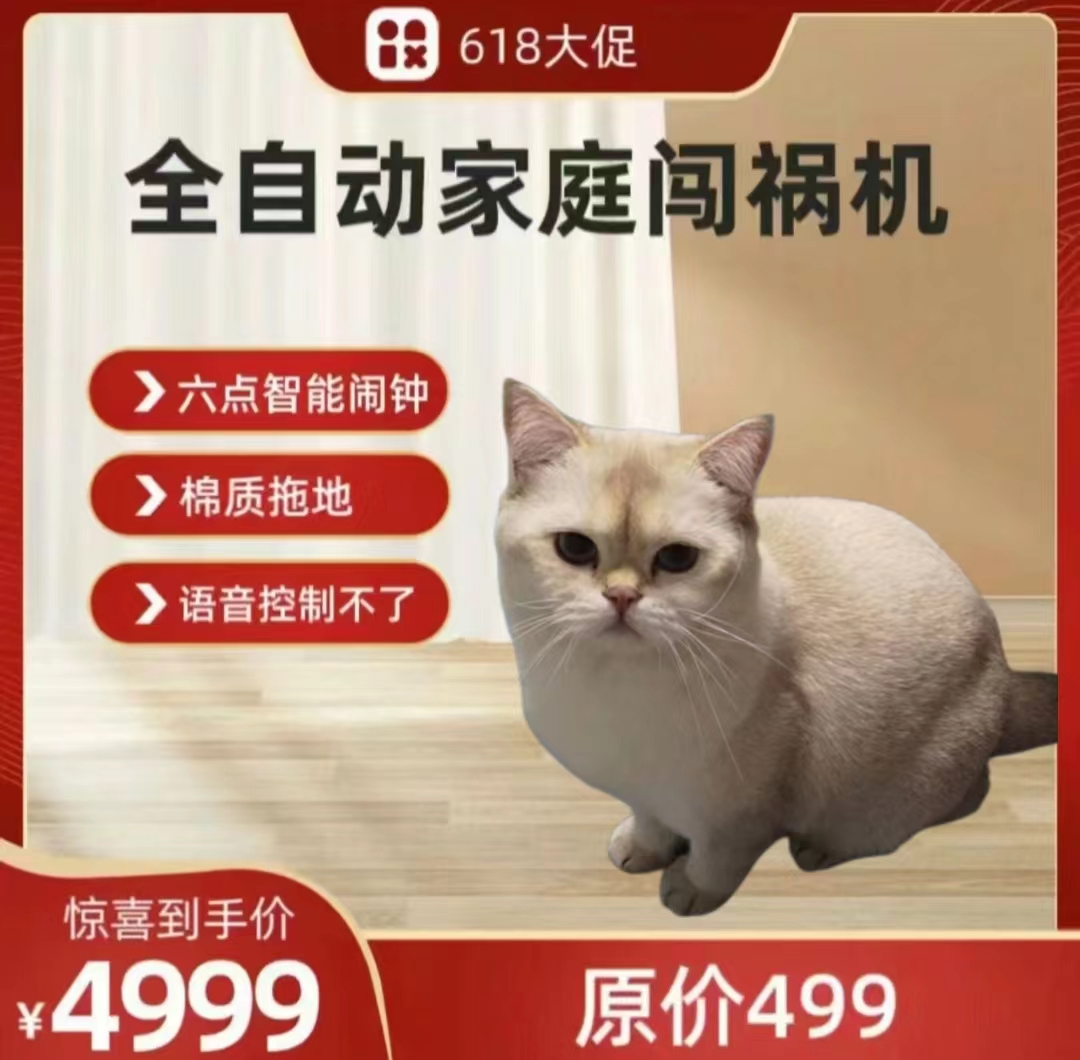 618大促
全自动家庭闯祸机
六点智能闹钟
棉质拖地
语音控制不了
惊喜到手价
¥4999
原价499